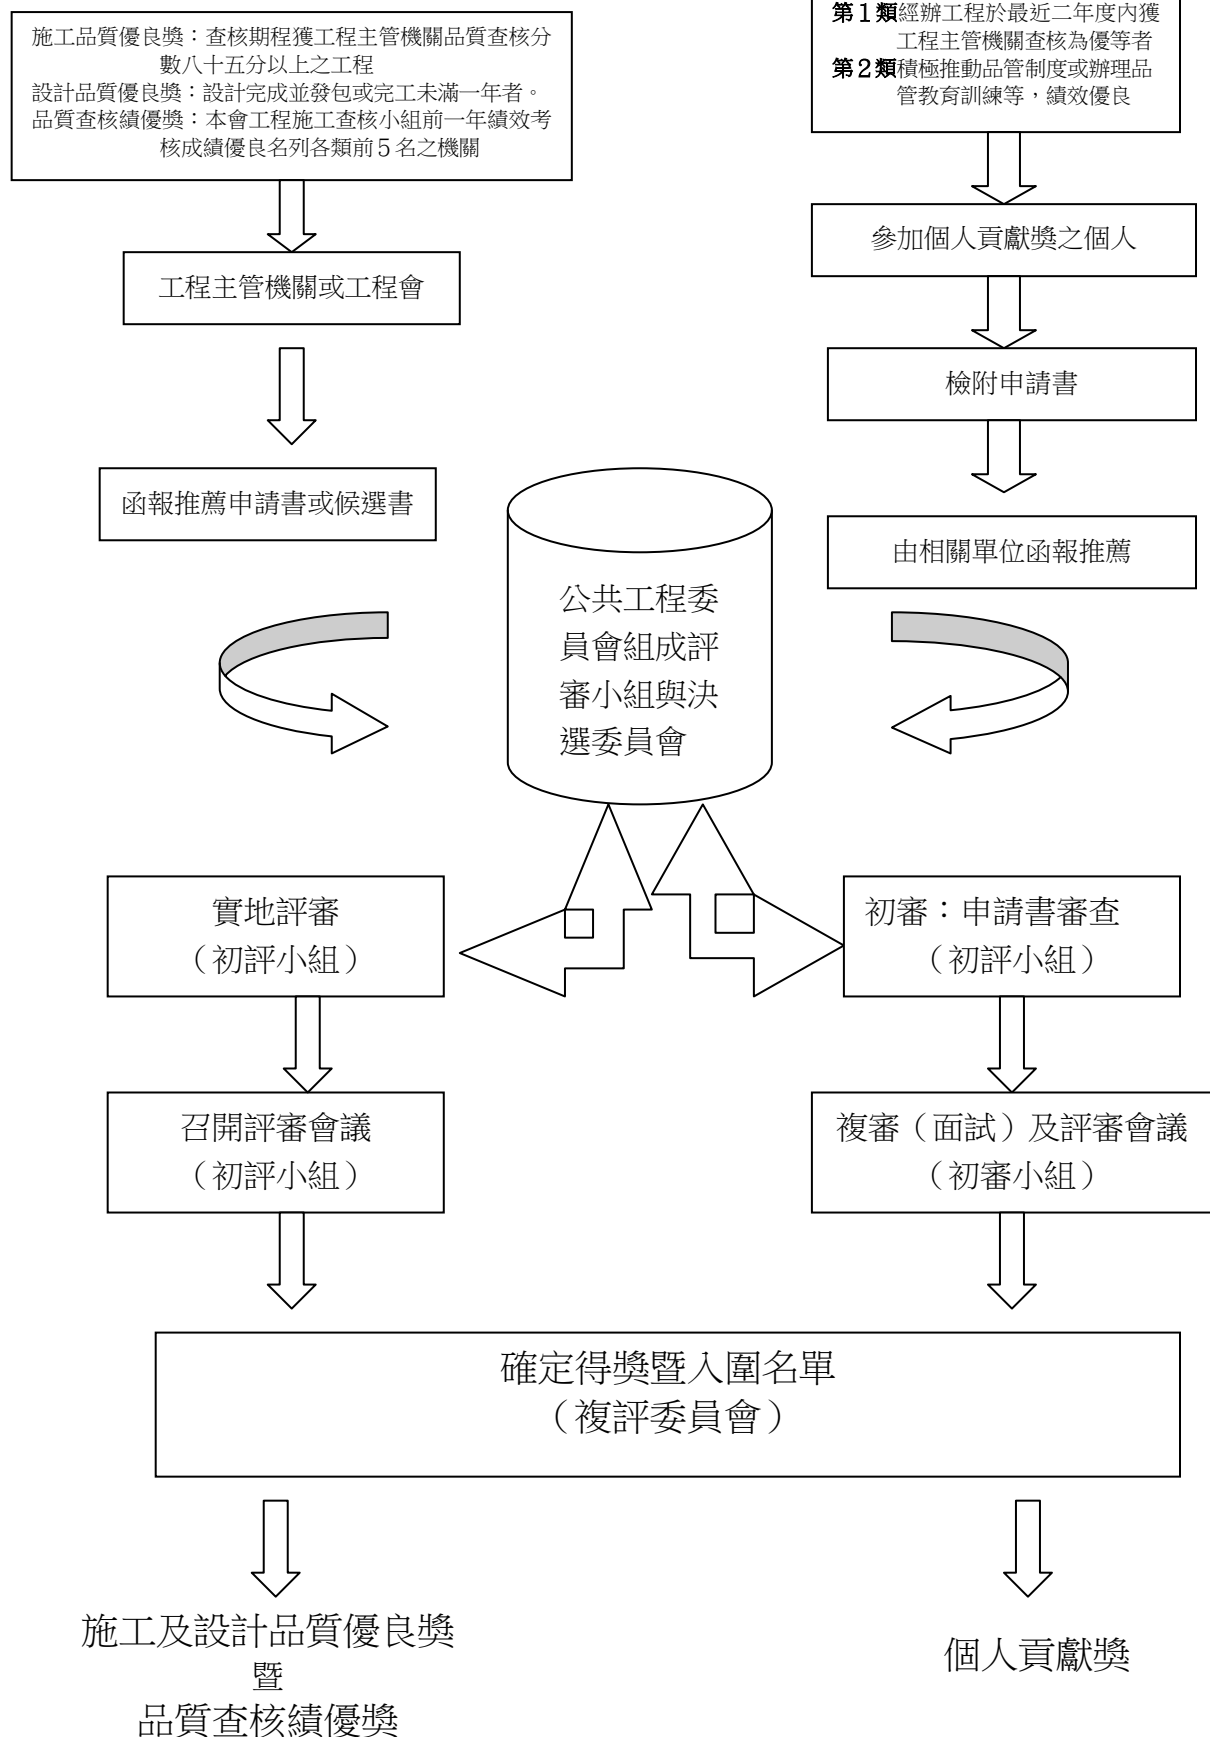 施工品質優良獎：查核期程獲工程主管機關品質查核分
數八十五分以上之工程
設計品質優良獎：設計完成並發包或完工未滿一年者。
品質查核績優獎：本會工程施工查核小組前一年績效考
核成績優良名列各類前5名之機關
工程主管機關或工程會
函報推薦申請書或候選書
第1類經辦工程於最近二年度內獲
工程主管機關查核為優等者
第2類積極推動品管制度或辦理品
管教育訓練等，績效優良
參加個人貢獻獎之個人
檢附申請書
由相關單位函報推薦
公共工程委
員會組成評
審小組與決
選委員會
實地評審
（初評小組）
召開評審會議
（初評小組）
初審：申請書審查
（初評小組）
複審（面試）及評審會議
（初審小組）
確定得獎暨入圍名單
（複評委員會）
施工及設計品質優良獎
暨
品質查核績優獎
個人貢獻獎